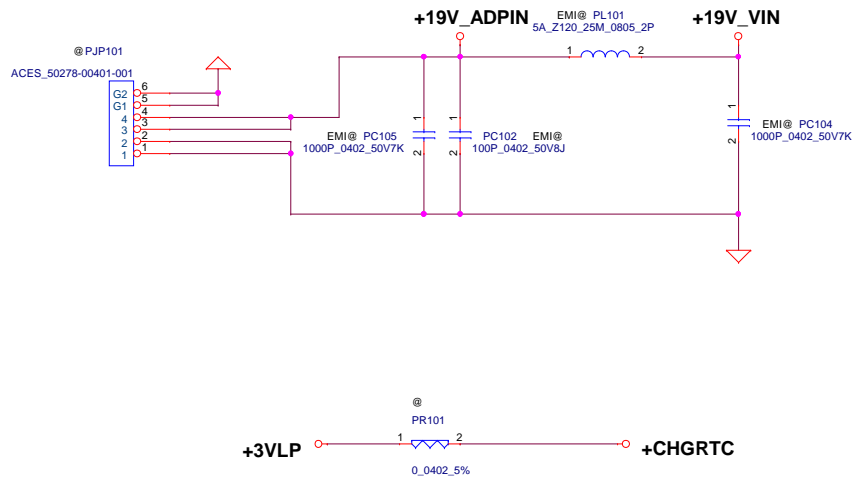 +19V_ADPIN
EMI@ PL101
5A_Z120_25M_0805_2P
+19V_VIN
1 2
@ PJP101
ACES_50278-00401-001
G2 6
G1 5
4 4
3 3
2 2
1 1
EMI@ PC105
1000P_0402_50V7K
1
2
PC102 EMI@
100P_0402_50V8J
1
2
EMI@ PC104
1000P_0402_50V7K
1
2
@
PR101
+3VLP 1 2 +CHGRTC
0_0402_5%